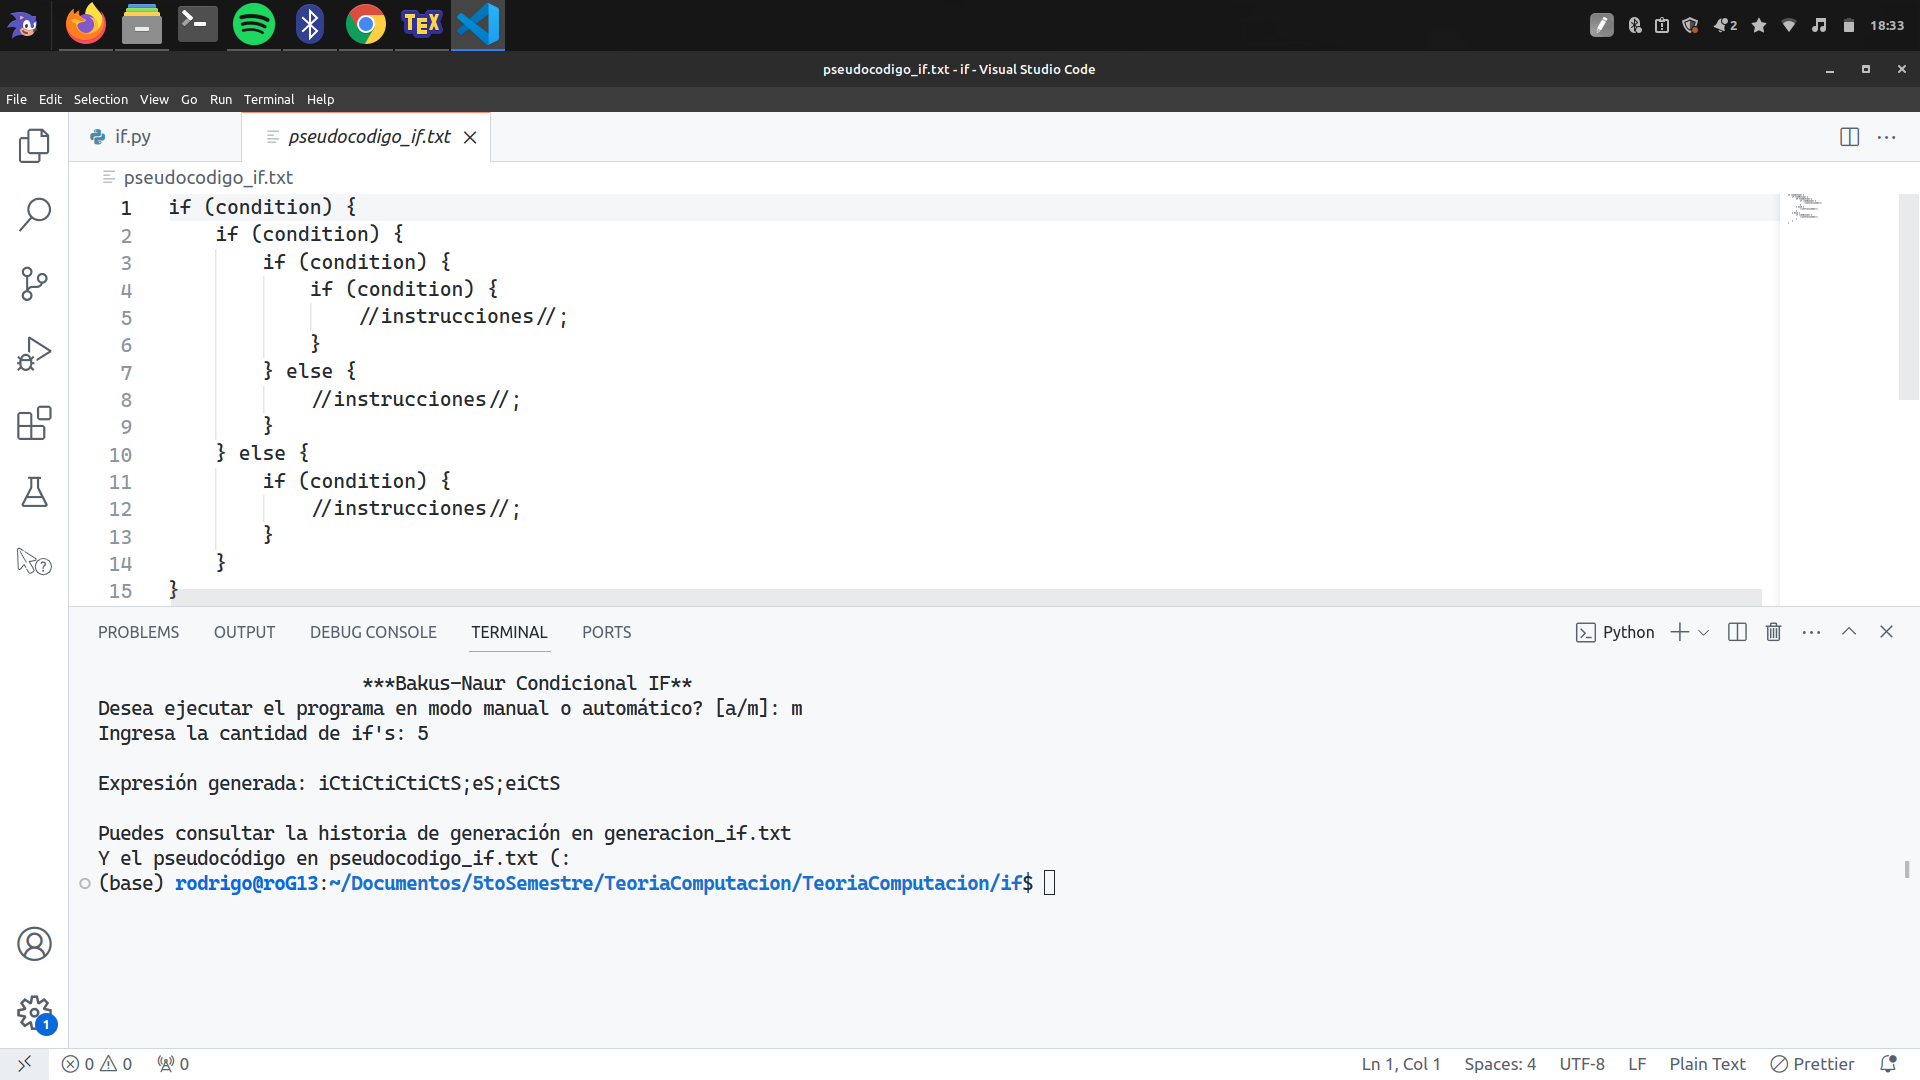 TEX
2
18:33
pseudocodigo_if.txt - if - Visual Studio Code
File Edit Selection View Go Run Terminal Help
if.py
pseudocodigo_if.txt
pseudocodigo_if.txt
1 if (condition) {
2 if (condition) {
3 if (condition) {
4 if (condition) {
5 //instrucciones//;
6 }
7 } else {
8 //instrucciones//;
9 }
10 } else {
11 if (condition) {
12 //instrucciones//;
13 }
14 }
15 }
PROBLEMS OUTPUT DEBUG CONSOLE TERMINAL PORTS
Python
***Bakus-Naur Condicional IF**
Desea ejecutar el programa en modo manual o automático? [a/m]: m
Ingresa la cantidad de if's: 5
Expresión generada: iCtiCtiCtiCtS;eS;eiCtS
Puedes consultar la historia de generación en generacion_if.txt
Y el pseudocódigo en pseudocodigo_if.txt (:
(base) rodrigo@roG13:~/Documentos/5toSemestre/TeoriaComputacion/TeoriaComputacion/if$
1
0 0 0
Ln 1, Col 1 Spaces: 4 UTF-8 LF Plain Text Prettier